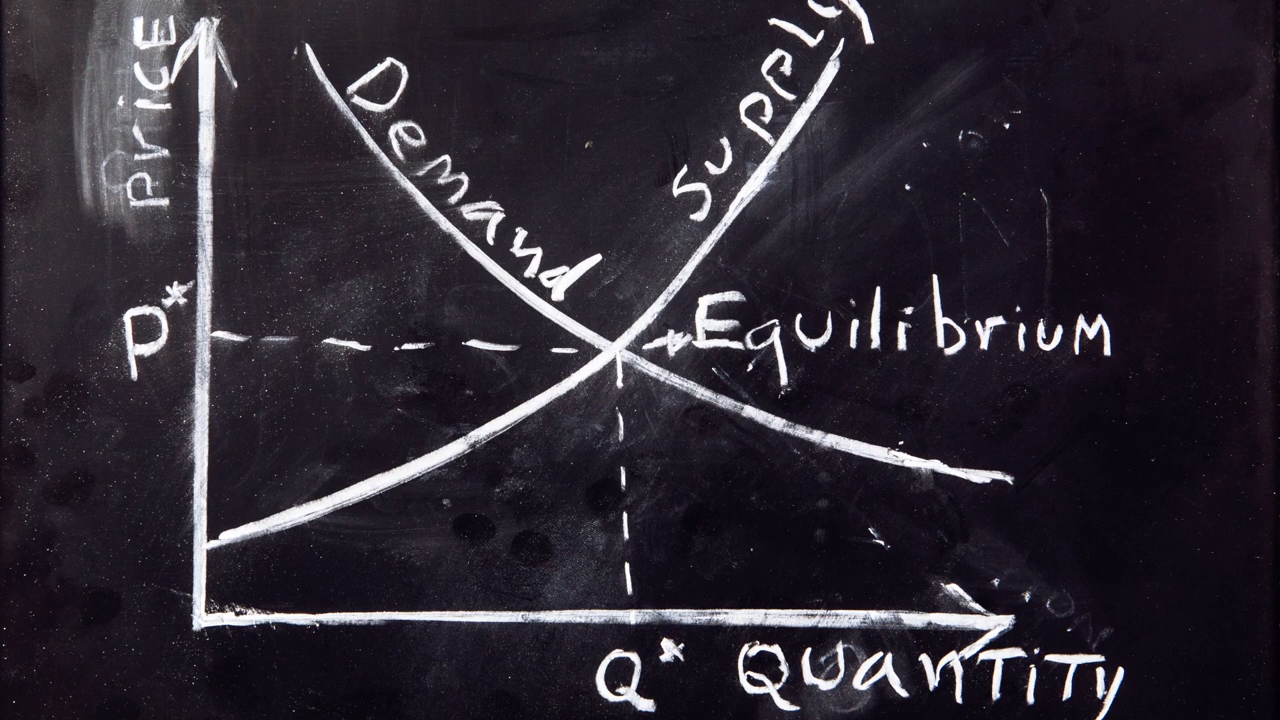 Price
Demand
Supply
P*
Equilibrium
Q* Quantity